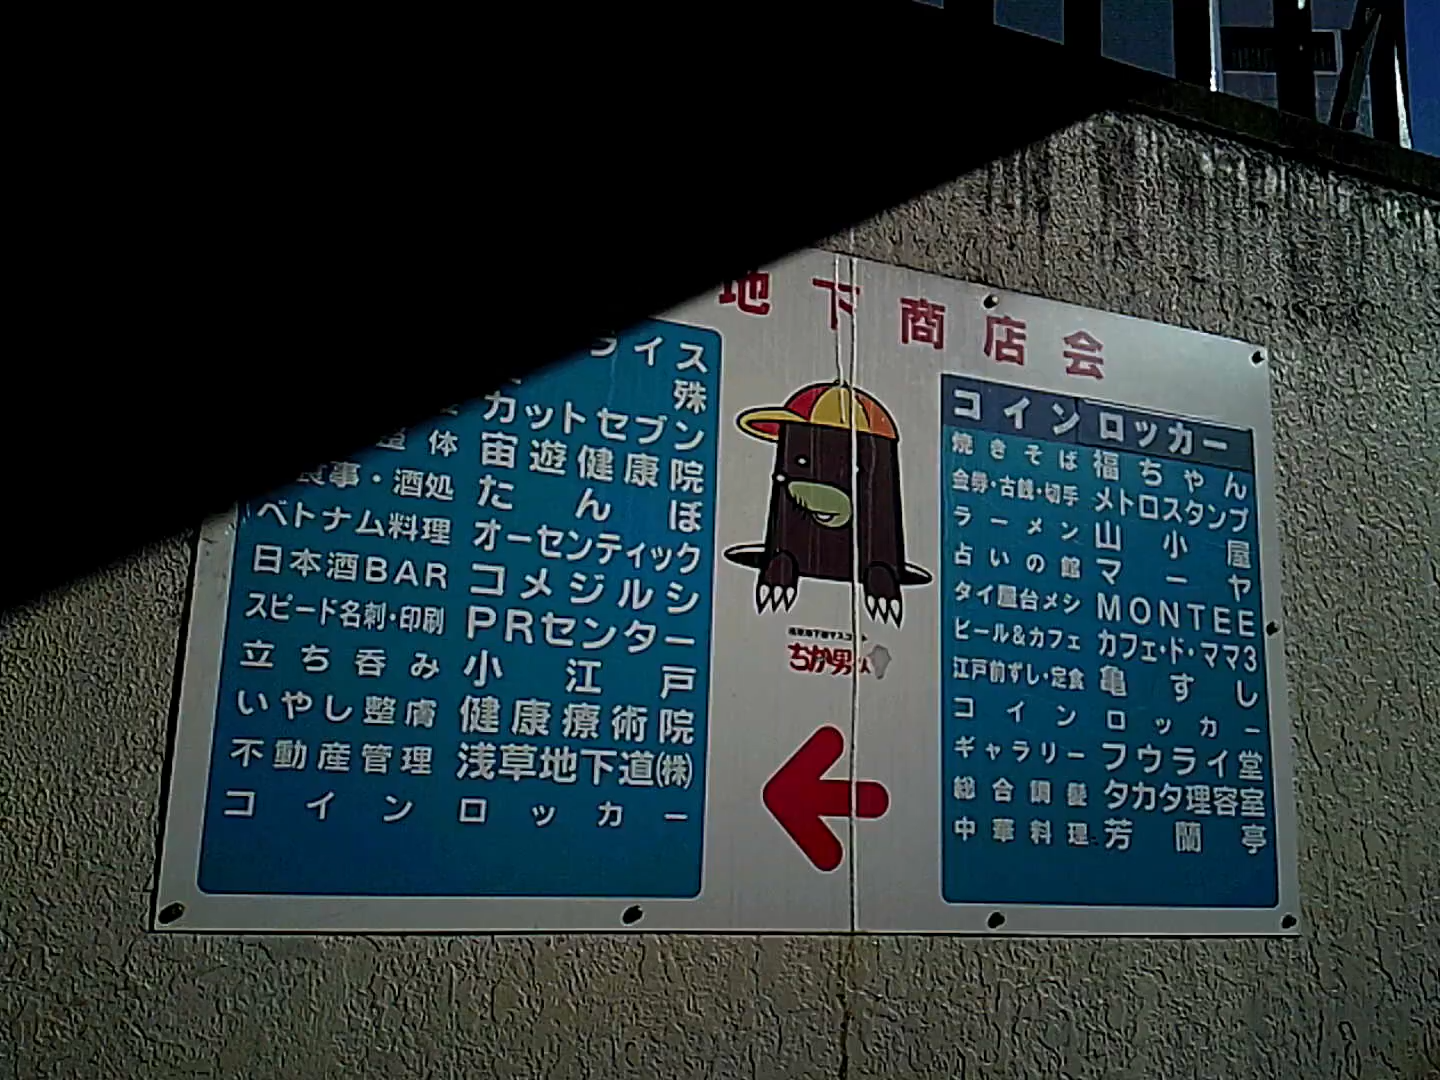 地下商店会
ライス
殊
カットセブン
体 宙遊健康院
食事・酒処 たんぼ
ベトナム料理 オーセンティック
日本酒BAR コメジルシ
スピード名刺・印刷 PRセンター
立ち呑み 小江戸
いやし整膚 健康療術院
不動産管理 浅草地下道㈱
コインロッカー
ちか男くん
コインロッカー
焼きそば 福ちゃん
金券・古銭・切手 メトロスタンプ
ラーメン 山小屋
占いの館 マーヤ
タイ屋台メシ MONTEE
ビール&カフェ カフェ・ド・ママ3
江戸前ずし・定食 亀すし
コインロッカー
ギャラリー フウライ堂
総合調髪 タカタ理容室
中華料理 芳蘭亭